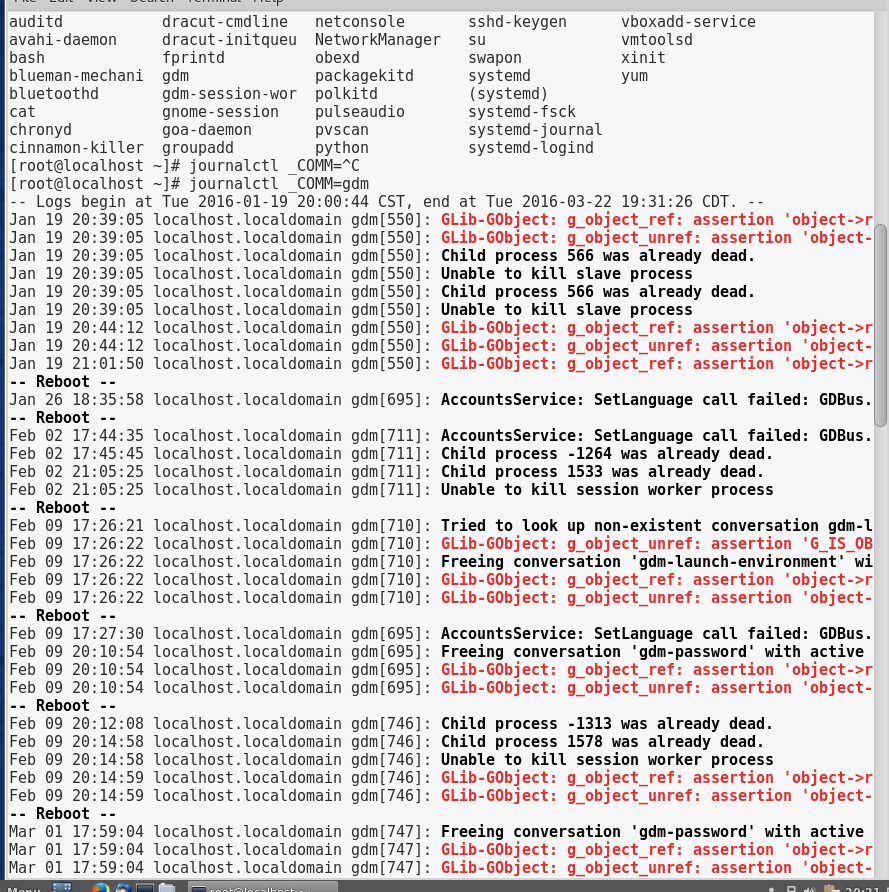 File Edit View Search Terminal Help
auditd dracut-cmdline netconsole sshd-keygen vboxadd-service
avahi-daemon dracut-initqueu NetworkManager su vmtoolsd
bash fprintd obexd swapon xinit
blueman-mechani gdm packagekitd systemd yum
bluetoothd gdm-session-wor polkitd (systemd)
cat gnome-session pulseaudio systemd-fsck
chronyd goa-daemon pvscan systemd-journal
cinnamon-killer groupadd python systemd-logind
[root@localhost ~]# journalctl _COMM=^C
[root@localhost ~]# journalctl _COMM=gdm
-- Logs begin at Tue 2016-01-19 20:00:44 CST, end at Tue 2016-03-22 19:31:26 CDT. --
Jan 19 20:39:05 localhost.localdomain gdm[550]: GLib-GObject: g_object_ref: assertion 'object->r
Jan 19 20:39:05 localhost.localdomain gdm[550]: GLib-GObject: g_object_unref: assertion 'object-
Jan 19 20:39:05 localhost.localdomain gdm[550]: Child process 566 was already dead.
Jan 19 20:39:05 localhost.localdomain gdm[550]: Unable to kill slave process
Jan 19 20:39:05 localhost.localdomain gdm[550]: Child process 566 was already dead.
Jan 19 20:39:05 localhost.localdomain gdm[550]: Unable to kill slave process
Jan 19 20:44:12 localhost.localdomain gdm[550]: GLib-GObject: g_object_ref: assertion 'object->r
Jan 19 20:44:12 localhost.localdomain gdm[550]: GLib-GObject: g_object_unref: assertion 'object-
Jan 19 21:01:50 localhost.localdomain gdm[550]: GLib-GObject: g_object_ref: assertion 'object->r
-- Reboot --
Jan 26 18:35:58 localhost.localdomain gdm[695]: AccountsService: SetLanguage call failed: GDBus.
-- Reboot --
Feb 02 17:44:35 localhost.localdomain gdm[711]: AccountsService: SetLanguage call failed: GDBus.
Feb 02 17:45:45 localhost.localdomain gdm[711]: Child process -1264 was already dead.
Feb 02 21:05:25 localhost.localdomain gdm[711]: Child process 1533 was already dead.
Feb 02 21:05:25 localhost.localdomain gdm[711]: Unable to kill session worker process
-- Reboot --
Feb 09 17:26:21 localhost.localdomain gdm[710]: Tried to look up non-existent conversation gdm-l
Feb 09 17:26:22 localhost.localdomain gdm[710]: GLib-GObject: g_object_unref: assertion 'G_IS_OB
Feb 09 17:26:22 localhost.localdomain gdm[710]: Freeing conversation 'gdm-launch-environment' wi
Feb 09 17:26:22 localhost.localdomain gdm[710]: GLib-GObject: g_object_ref: assertion 'object->r
Feb 09 17:26:22 localhost.localdomain gdm[710]: GLib-GObject: g_object_unref: assertion 'object-
-- Reboot --
Feb 09 17:27:30 localhost.localdomain gdm[695]: AccountsService: SetLanguage call failed: GDBus.
Feb 09 20:10:54 localhost.localdomain gdm[695]: Freeing conversation 'gdm-password' with active
Feb 09 20:10:54 localhost.localdomain gdm[695]: GLib-GObject: g_object_ref: assertion 'object->r
Feb 09 20:10:54 localhost.localdomain gdm[695]: GLib-GObject: g_object_unref: assertion 'object-
-- Reboot --
Feb 09 20:12:08 localhost.localdomain gdm[746]: Child process -1313 was already dead.
Feb 09 20:14:58 localhost.localdomain gdm[746]: Child process 1578 was already dead.
Feb 09 20:14:58 localhost.localdomain gdm[746]: Unable to kill session worker process
Feb 09 20:14:59 localhost.localdomain gdm[746]: GLib-GObject: g_object_ref: assertion 'object->r
Feb 09 20:14:59 localhost.localdomain gdm[746]: GLib-GObject: g_object_unref: assertion 'object-
-- Reboot --
Mar 01 17:59:04 localhost.localdomain gdm[747]: Freeing conversation 'gdm-password' with active
Mar 01 17:59:04 localhost.localdomain gdm[747]: GLib-GObject: g_object_ref: assertion 'object->r
Mar 01 17:59:04 localhost.localdomain gdm[747]: GLib-GObject: g_object_unref: assertion 'object-
Menu root@localhost:~